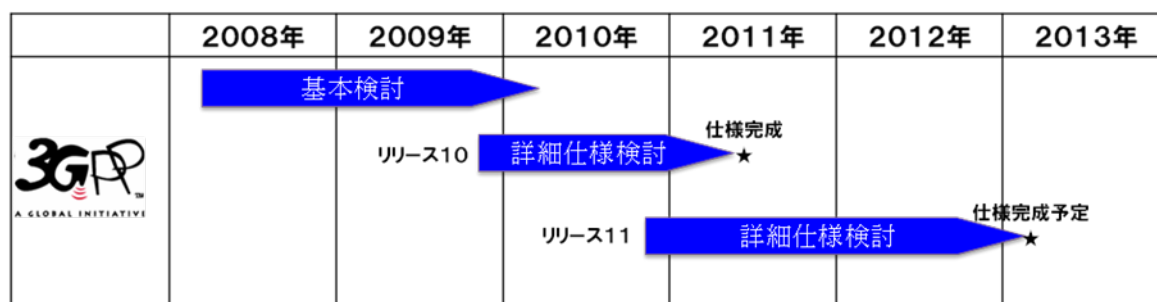 2008年 2009年 2010年 2011年 2012年 2013年
基本検討
仕様完成
リリース10 詳細仕様検討 ★
仕様完成予定
リリース11 詳細仕様検討 ★
3GPP™
A GLOBAL INITIATIVE